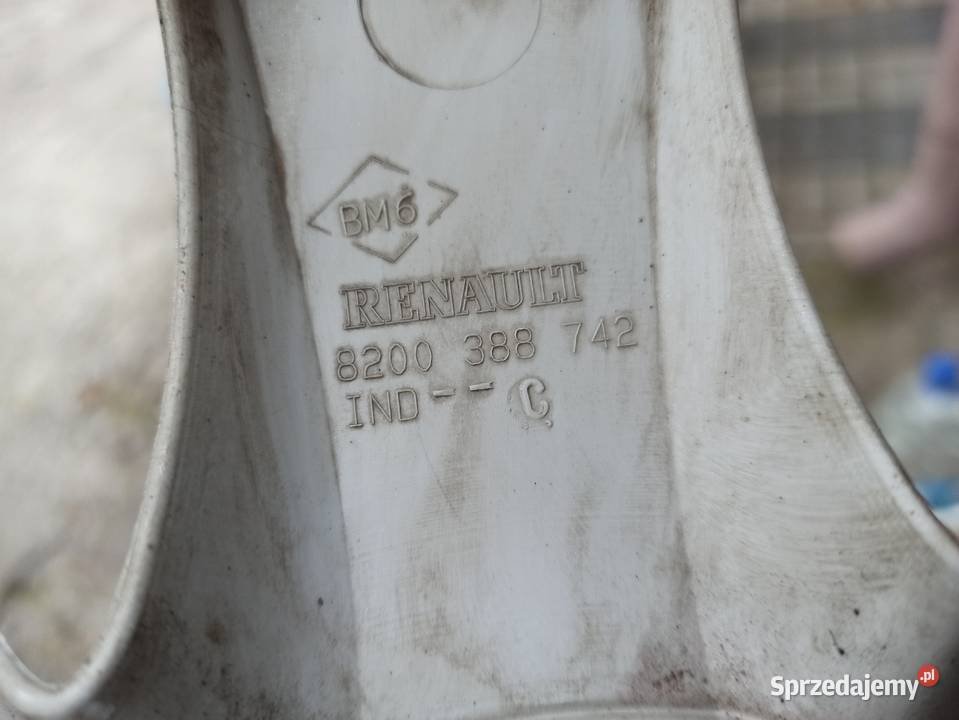 BM6
RENAULT
8200 388 742
IND-- C
Sprzedajemy.pl